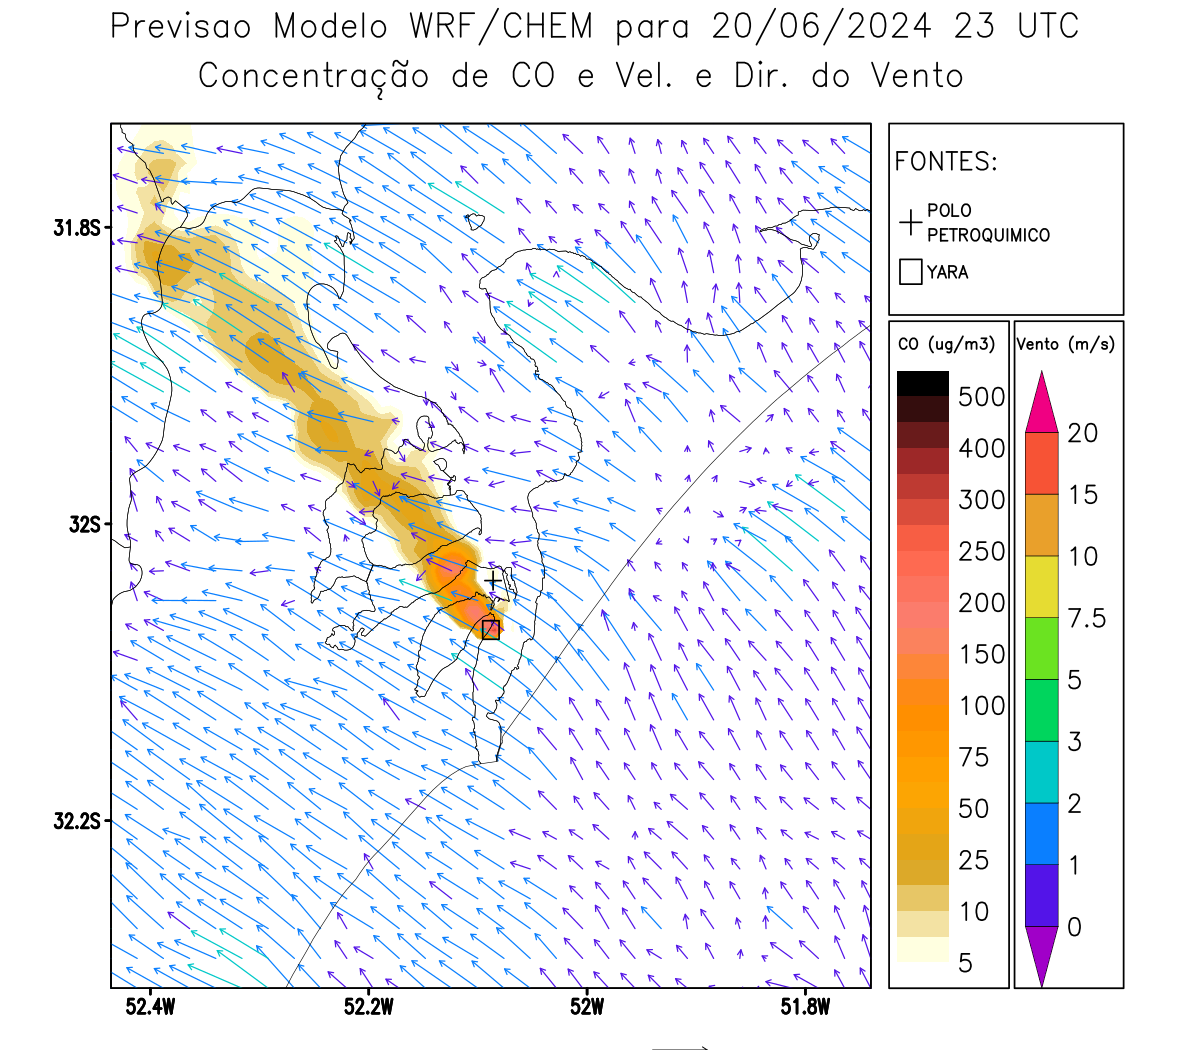 Previsao Modelo WRF/CHEM para 20/06/2024 23 UTC
Concentração de CO e Vel. e Dir. do Vento
FONTES:
POLO
PETROQUIMICO
YARA
31.8S
32S
32.2S
52.4W
52.2W
52W
51.8W
CO (ug/m3)
500
400
300
250
200
150
100
75
50
25
10
5
Vento (m/s)
20
15
10
7.5
5
3
2
1
0